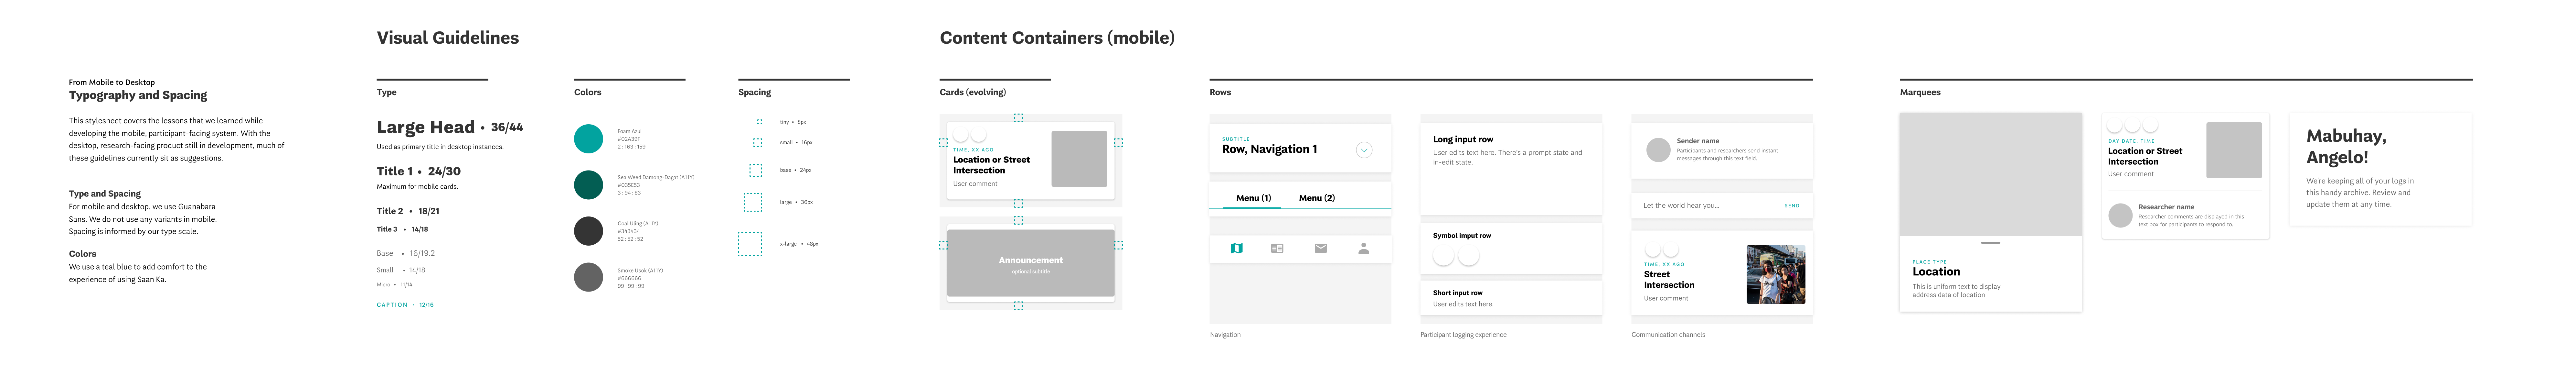 From Mobile to Desktop
Typography and Spacing
This stylesheet covers the lessons that we learned while
developing the mobile, participant-facing system. With the
desktop, research-facing product still in development, much of
these guidelines currently sit as suggestions.
Type and Spacing
For mobile and desktop, we use Guanabara
Sans. We do not use any variants in mobile.
Spacing is informed by our type scale.
Colors
We use a teal blue to add comfort to the
experience of using Saan Ka.
Visual Guidelines
Type
Large Head • 36/44
Used as primary title in desktop instances.
Title 1 • 24/30
Maximum for mobile cards.
Title 2 • 18/21
Title 3 • 14/18
Base • 16/19.2
Small • 14/18
Micro • 11/14
CAPTION • 12/16
Colors
Foam Azul
#02A39F
2 : 163 : 159
Sea Weed Damong-Dagat (A11Y)
#035E53
3 : 94 : 83
Coal Uling (A11Y)
#343434
52 : 52 : 52
Smoke Usok (A11Y)
#666666
99 : 99 : 99
Spacing
tiny • 8px
small • 16px
base • 24px
large • 36px
x-large • 48px
Content Containers (mobile)
Cards (evolving)
TIME, XX AGO
Location or Street
Intersection
User comment
Announcement
optional subtitle
Rows
SUBTITLE
Row, Navigation 1
Menu (1) Menu (2)
Navigation
Long input row
User edits text here. There's a prompt state and
in-edit state.
Symbol imput row
Short input row
User edits text here.
Participant logging experience
Sender name
Participants and researchers send instant
messages through this text field.
Let the world hear you... SEND
TIME, XX AGO
Street
Intersection
User comment
Communication channels
Marquees
PLACE TYPE
Location
This is uniform text to display
address data of location
DAY DATE, TIME
Location or Street
Intersection
User comment
Researcher name
Researcher comments are displayed in this
text box for participants to respond to.
Mabuhay,
Angelo!
We're keeping all of your logs in
this handy archive. Review and
update them at any time.